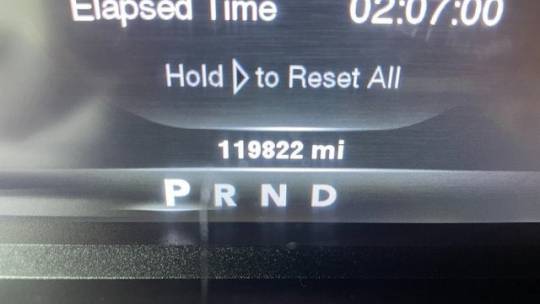 Elapsed Time 02:07:00
Hold ▷ to Reset All
119822 mi
P R N D